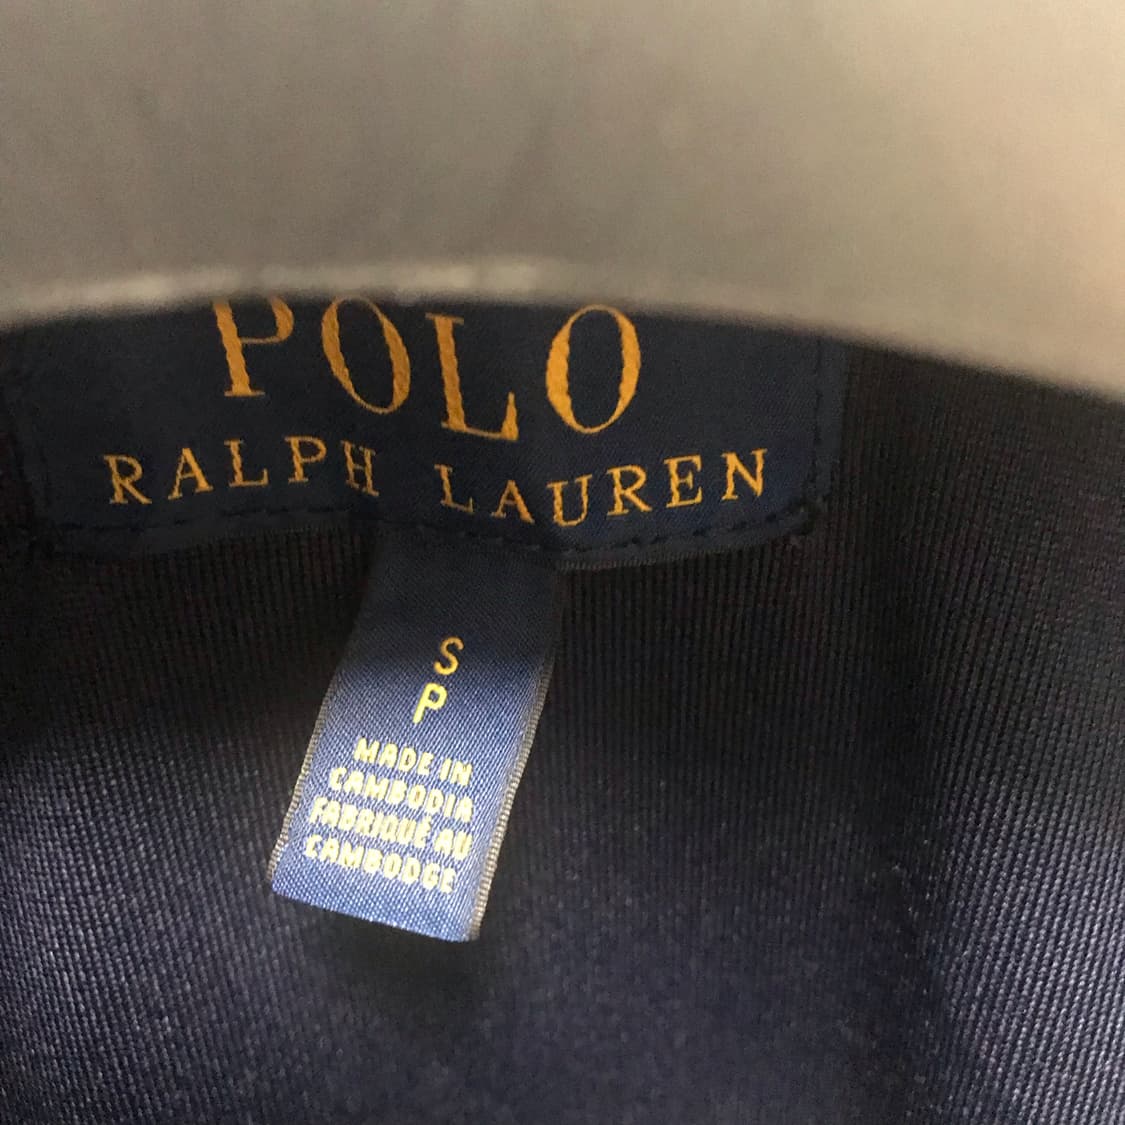 POLO
RALPH LAUREN
S
P
MADE IN
CAMBODIA
FABRIQUÉ AU
CAMBODGE